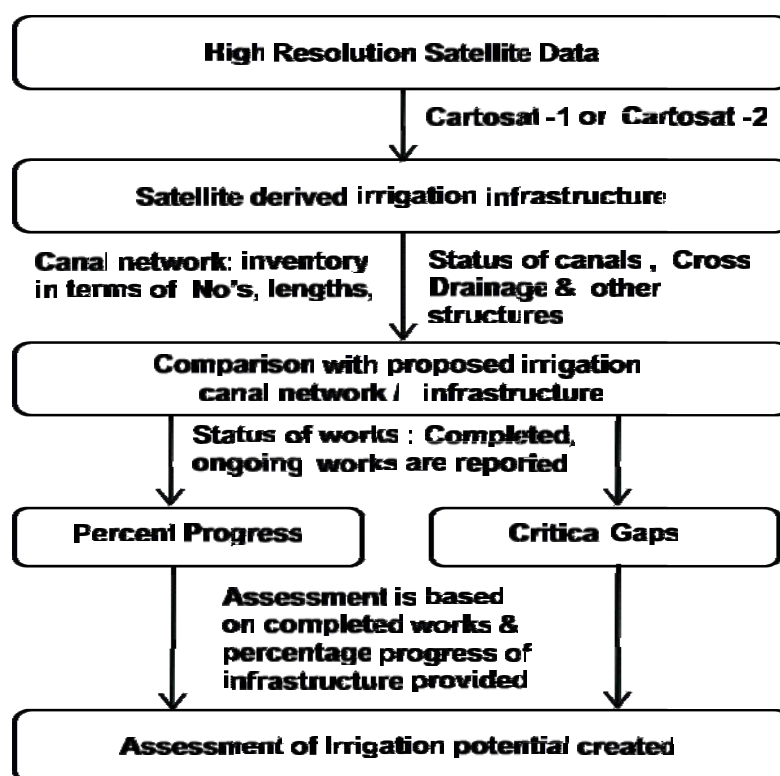 High Resolution Satellite Data
Cartosat -1 or Cartosat -2
Satellite derived irrigation infrastructure
Canal network: inventory
in terms of No's, lengths,
Status of canals , Cross
Drainage & other
structures
Comparison with proposed irrigation
canal network / infrastructure
Status of works : Completed,
ongoing works are reported
Percent Progress
Critica Gaps
Assessment is based
on completed works &
percentage progress of
infrastructure provided
Assessment of Irrigation potential created